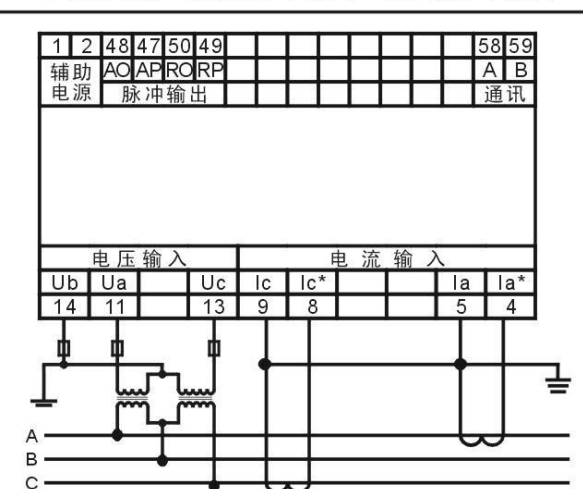 1 2 48 47 50 49 58 59
辅助 AO AP RO RP A B
电源 脉冲输出 通讯
电压输入 电流输入
Ub Ua Uc Ic Ic* Ia Ia*
14 11 13 9 8 5 4
A
B
C